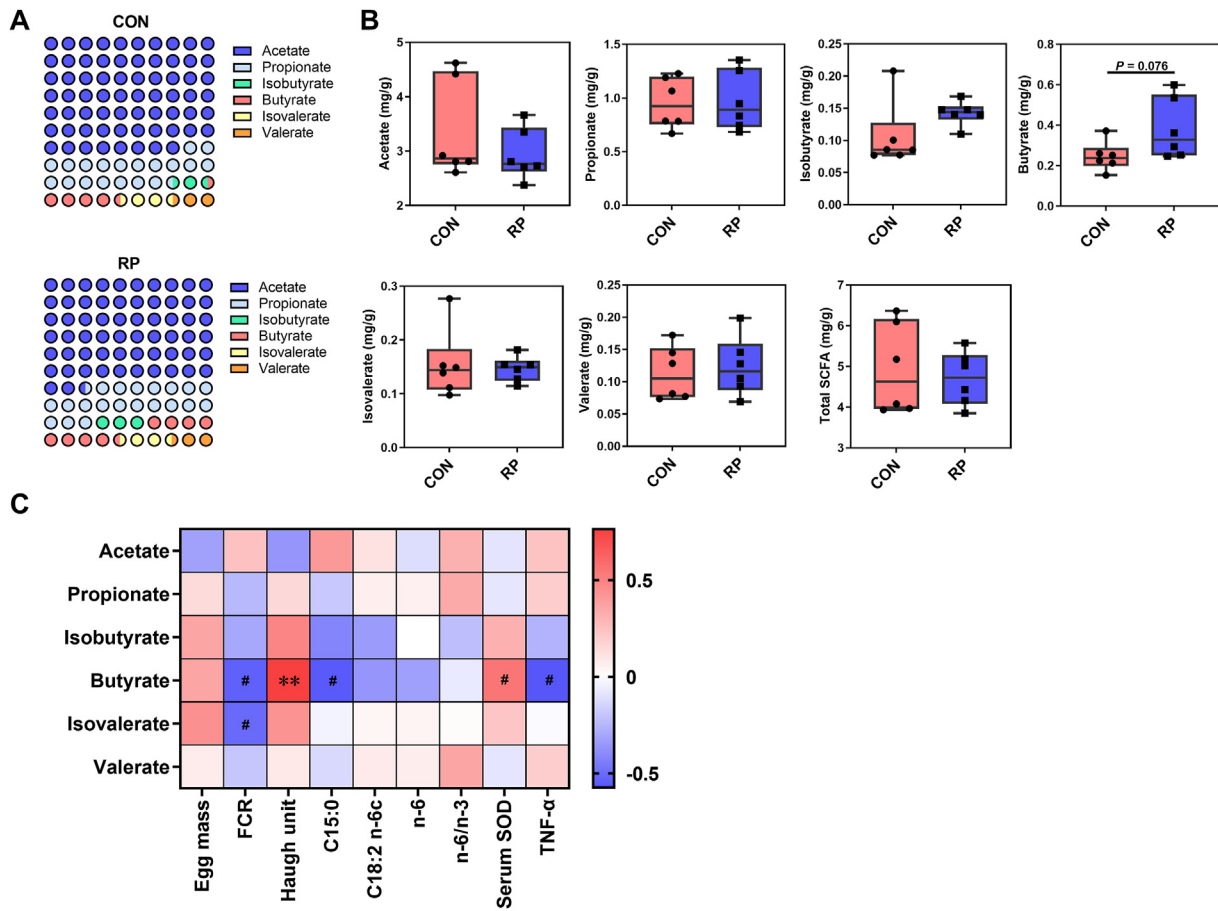 A
CON
Acetate
Propionate
Isobutyrate
Butyrate
Isovalerate
Valerate
RP
Acetate
Propionate
Isobutyrate
Butyrate
Isovalerate
Valerate
B
Acetate (mg/g)
5
4
3
2
CON
RP
Propionate (mg/g)
1.5
1.0
0.5
0.0
CON
RP
Isobutyrate (mg/g)
0.25
0.20
0.15
0.10
0.05
0.00
CON
RP
Butyrate (mg/g)
0.8
0.6
0.4
0.2
0.0
P = 0.076
CON
RP
Isovalerate (mg/g)
0.3
0.2
0.1
0.0
CON
RP
Valerate (mg/g)
0.25
0.20
0.15
0.10
0.05
0.00
CON
RP
Total SCFA (mg/g)
7
6
5
4
3
CON
RP
C
Acetate
Propionate
Isobutyrate
Butyrate
# ** # # #
Isovalerate
#
Valerate
Egg mass
FCR
Haugh unit
C15:0
C18:2 n-6c
n-6
n-6/n-3
Serum SOD
TNF-α
0.5
0
-0.5